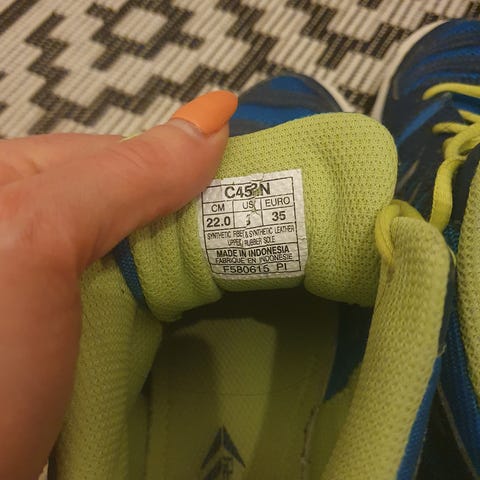 CM US EURO
22.0 35
SYNTHETIC FIBER & SYNTHETIC LEATHER
UPPER, RUBBER SOLE
MADE IN INDONESIA
FABRIQUE EN INDONESIE
F580615 PI